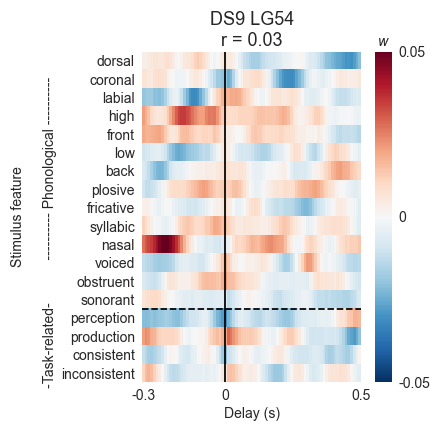 DS9 LG54
r = 0.03
w
Stimulus feature
---------- Phonological ----------
-Task-related-
dorsal
coronal
labial
high
front
low
back
plosive
fricative
syllabic
nasal
voiced
obstruent
sonorant
perception
production
consistent
inconsistent
-0.3
0
0.5
Delay (s)
0.05
0
-0.05